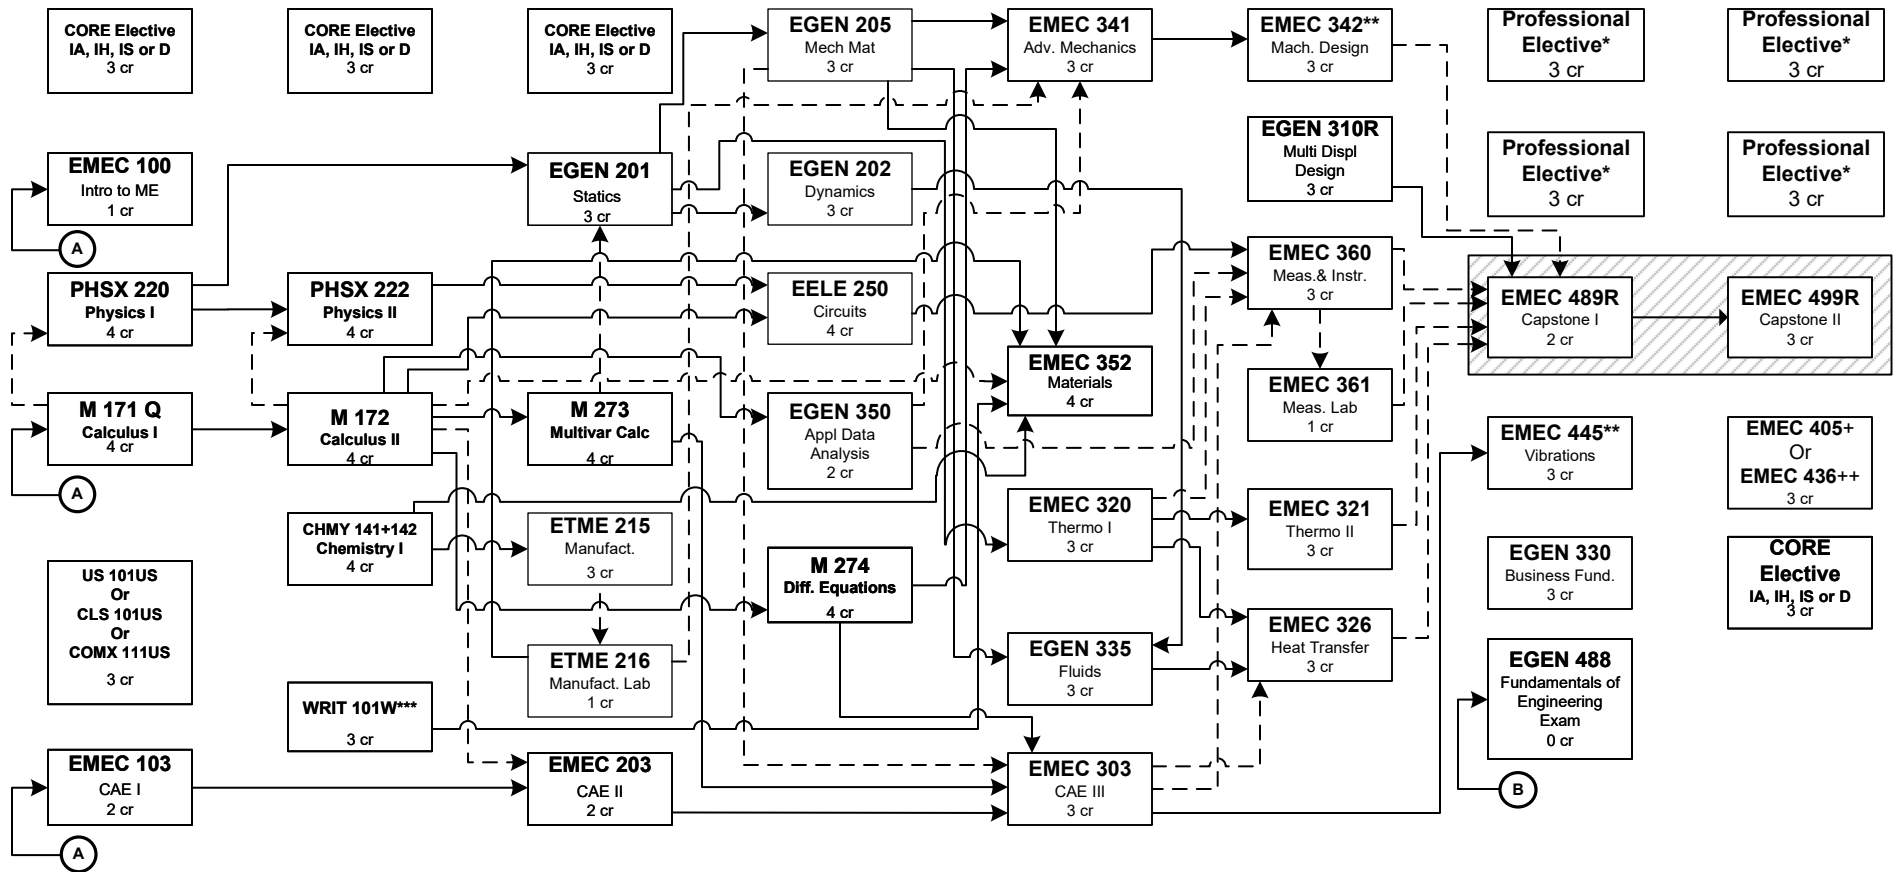 CORE Elective
IA, IH, IS or D
3 cr
EMEC 100
Intro to ME
1 cr
A
PHSX 220
Physics I
4 cr
M 171 Q
Calculus I
4 cr
A
US 101US
Or
CLS 101US
Or
COMX 111US
3 cr
EMEC 103
CAE I
2 cr
A
CORE Elective
IA, IH, IS or D
3 cr
PHSX 222
Physics II
4 cr
M 172
Calculus II
4 cr
CHMY 141+142
Chemistry I
4 cr
WRIT 101W***
3 cr
CORE Elective
IA, IH, IS or D
3 cr
EGEN 201
Statics
3 cr
M 273
Multivar Calc
4 cr
ETME 215
Manufact.
3 cr
ETME 216
Manufact. Lab
1 cr
EMEC 203
CAE II
2 cr
EGEN 205
Mech Mat
3 cr
EGEN 202
Dynamics
3 cr
EELE 250
Circuits
4 cr
EGEN 350
Appl Data
Analysis
2 cr
M 274
Diff. Equations
4 cr
EMEC 341
Adv. Mechanics
3 cr
EMEC 352
Materials
4 cr
EMEC 320
Thermo I
3 cr
EGEN 335
Fluids
3 cr
EMEC 303
CAE III
3 cr
EMEC 342**
Mach. Design
3 cr
EGEN 310R
Multi Displ
Design
3 cr
EMEC 360
Meas.& Instr.
3 cr
EMEC 361
Meas. Lab
1 cr
EMEC 321
Thermo II
3 cr
EMEC 326
Heat Transfer
3 cr
Professional
Elective*
3 cr
Professional
Elective*
3 cr
EMEC 489R
Capstone I
2 cr
EMEC 445**
Vibrations
3 cr
EGEN 330
Business Fund.
3 cr
EGEN 488
Fundamentals of
Engineering
Exam
0 cr
B
Professional
Elective*
3 cr
Professional
Elective*
3 cr
EMEC 499R
Capstone II
3 cr
EMEC 405+
Or
EMEC 436++
3 cr
CORE
Elective
IA, IH, IS or D
3 cr